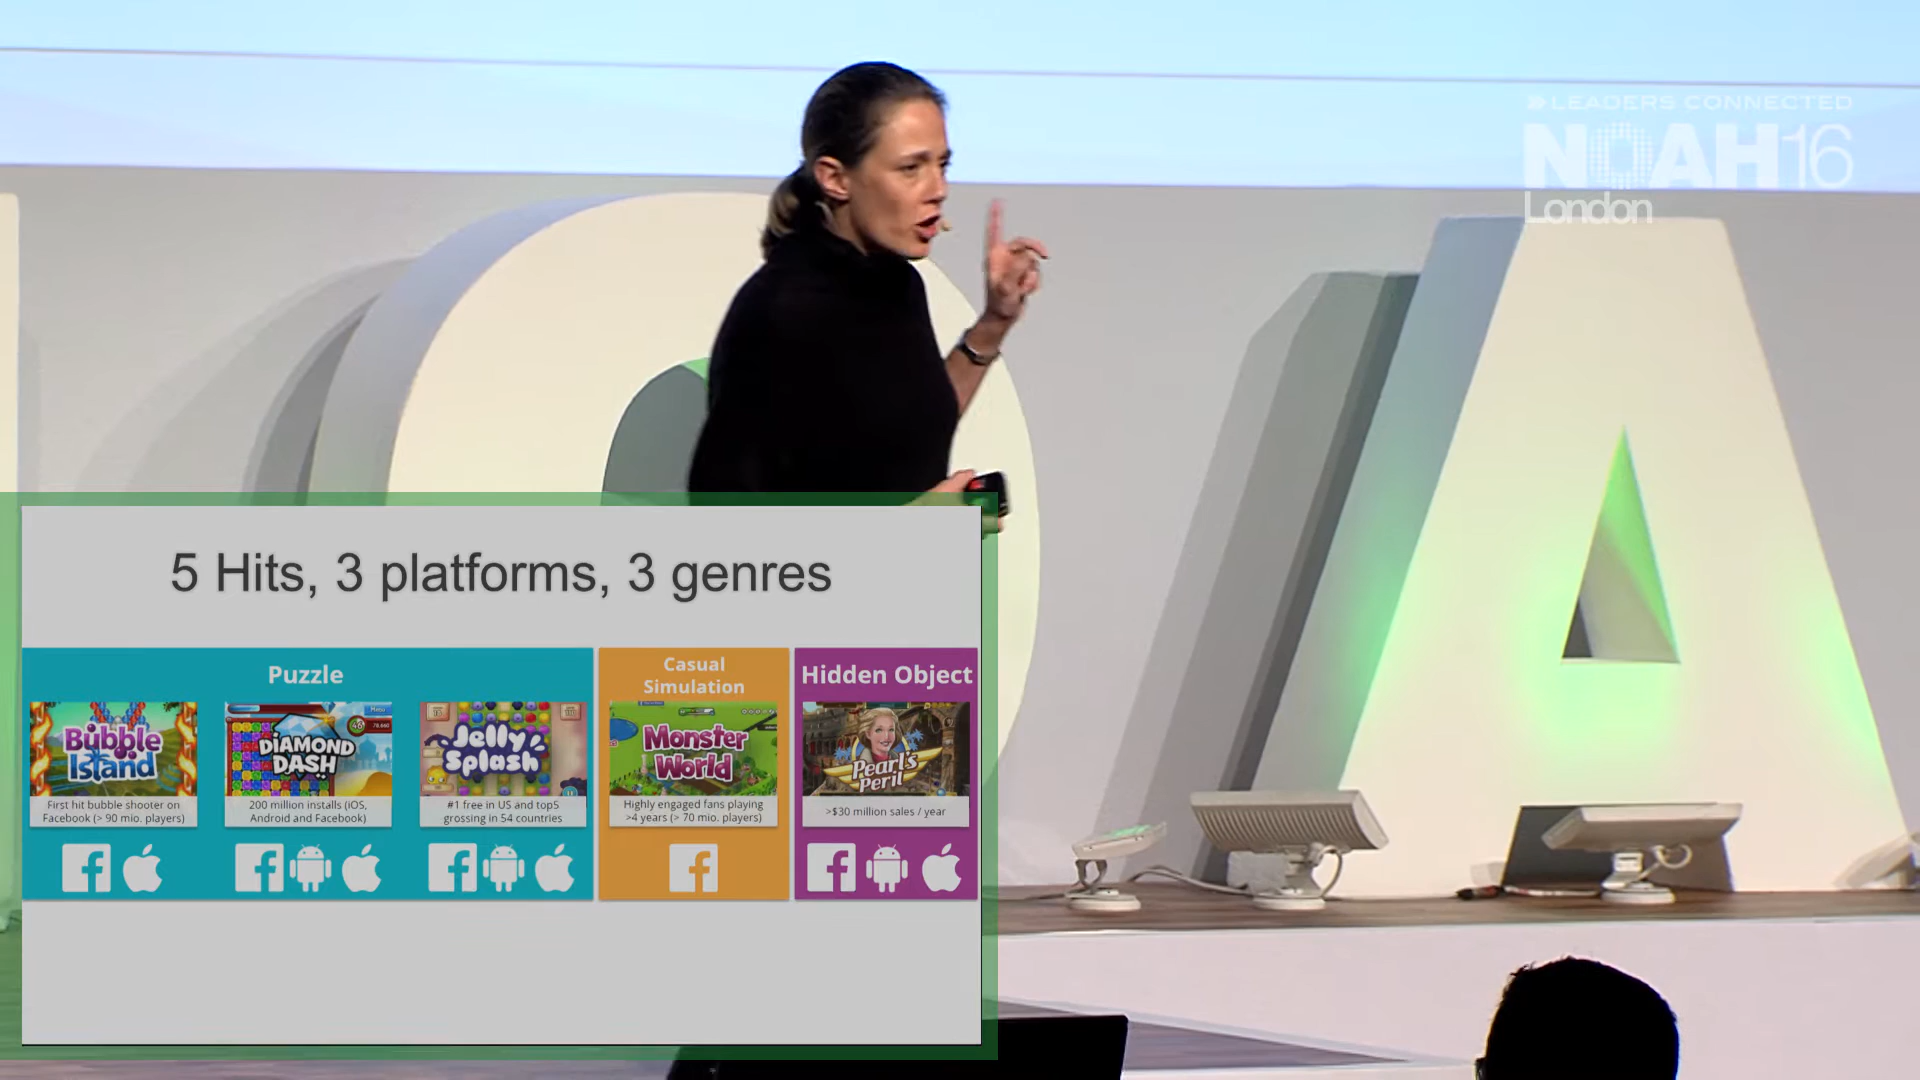 LEADERS CONNECTED
NOAH16
London
5 Hits, 3 platforms, 3 genres
Puzzle
Casual
Simulation
Hidden Object
Bubble
Island
DIAMOND
DASH
Jelly
Splash
Monster
World
Pearl's
Peril
First hit bubble shooter on
Facebook (> 90 mio. players)
200 million installs (iOS,
Android and Facebook)
#1 free in US and top5
grossing in 54 countries
Highly engaged fans playing
>4 years (> 70 mio. players)
>$30 million sales / year
A